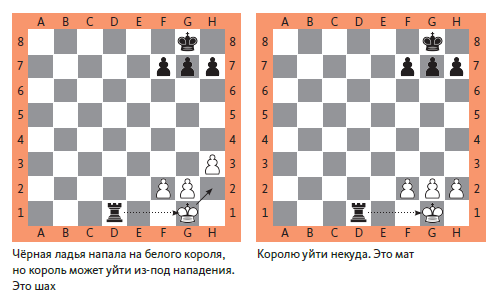 A B C D E F G H
8 8
7 7
6 6
5 5
4 4
3 3
2 2
1 1
A B C D E F G H
Чёрная ладья напала на белого короля,
но король может уйти из-под нападения.
Это шах
A B C D E F G H
8 8
7 7
6 6
5 5
4 4
3 3
2 2
1 1
A B C D E F G H
Королю уйти некуда. Это мат